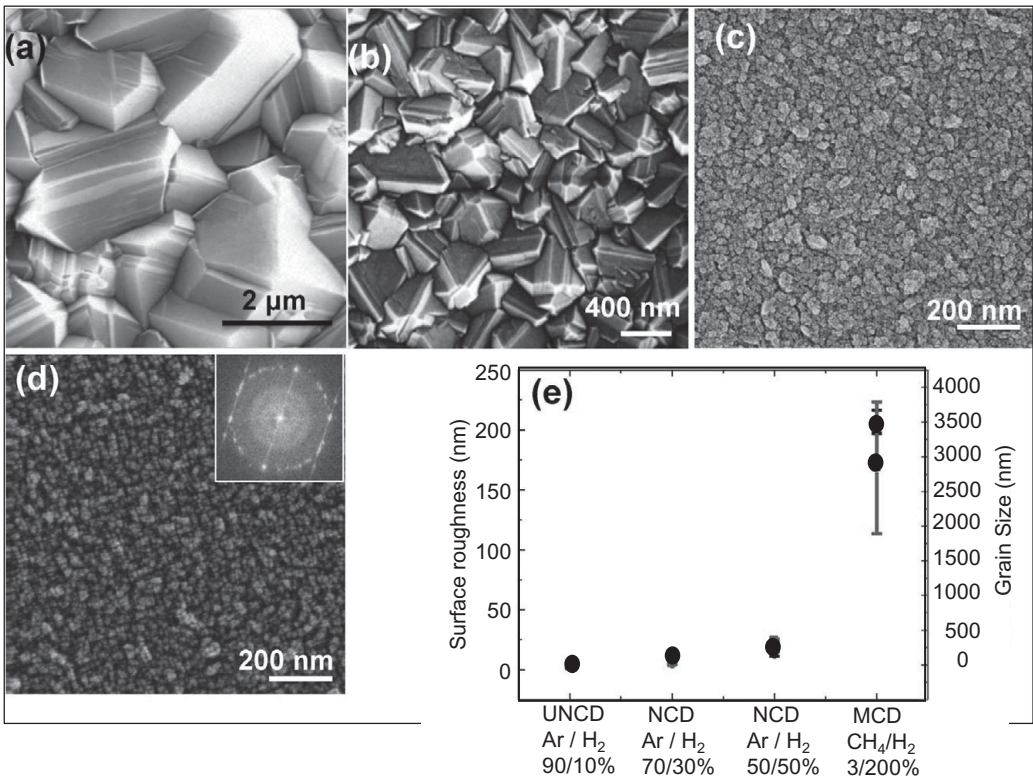 (a)
2 μm
(b)
400 nm
(c)
200 nm
(d)
200 nm
(e)
Surface roughness (nm)
250
200
150
100
50
0
4000
3500
3000
2500
2000
1500
1000
500
0
Grain Size (nm)
UNCD
Ar / H₂
90/10%
NCD
Ar / H₂
70/30%
NCD
Ar / H₂
50/50%
MCD
CH₄/H₂
3/200%